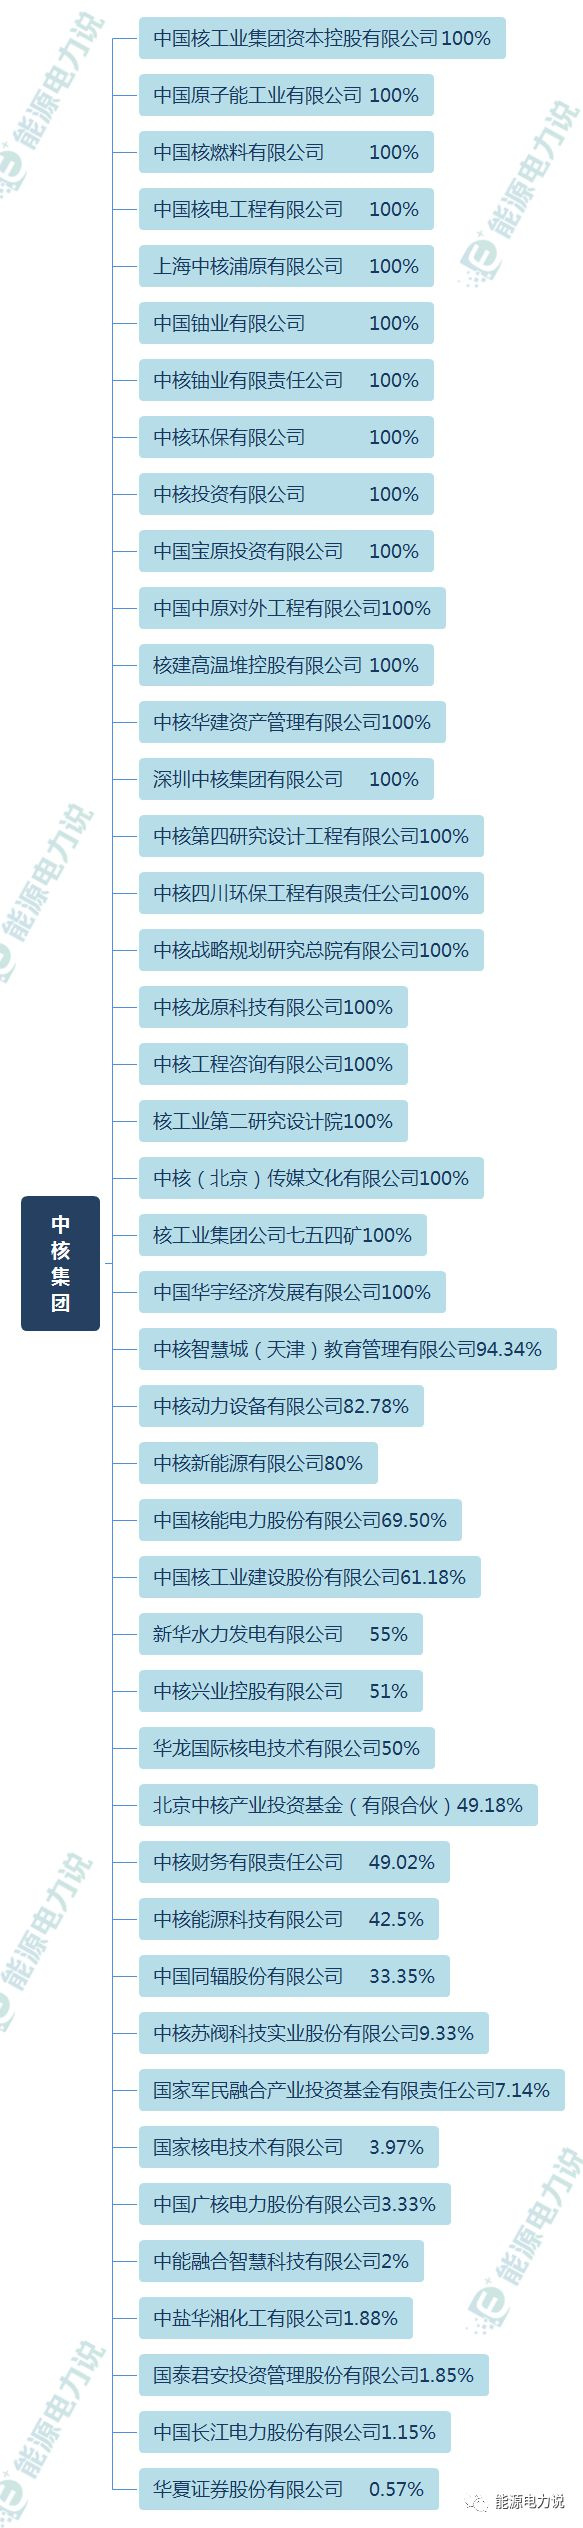 中国核工业集团资本控股有限公司 100%
中国原子能工业有限公司 100%
中国核燃料有限公司 100%
中国核电工程有限公司 100%
上海中核浦原有限公司 100%
中国铀业有限公司 100%
中核铀业有限责任公司 100%
中核环保有限公司 100%
中核投资有限公司 100%
中国宝原投资有限公司 100%
中国中原对外工程有限公司100%
核建高温堆控股有限公司 100%
中核华建资产管理有限公司100%
深圳中核集团有限公司 100%
中核第四研究设计工程有限公司100%
中核四川环保工程有限责任公司100%
中核战略规划研究总院有限公司100%
中核龙原科技有限公司100%
中核工程咨询有限公司100%
核工业第二研究设计院100%
中核（北京）传媒文化有限公司100%
核工业集团公司七五四矿100%
中国华宇经济发展有限公司100%
中核智慧城（天津）教育管理有限公司94.34%
中核动力设备有限公司82.78%
中核新能源有限公司80%
中国核能电力股份有限公司69.50%
中国核工业建设股份有限公司61.18%
新华水力发电有限公司 55%
中核兴业控股有限公司 51%
华龙国际核电技术有限公司50%
北京中核产业投资基金（有限合伙）49.18%
中核财务有限责任公司 49.02%
中核能源科技有限公司 42.5%
中国同辐股份有限公司 33.35%
中核苏阀科技实业股份有限公司9.33%
国家军民融合产业投资基金有限责任公司7.14%
国家核电技术有限公司 3.97%
中国广核电力股份有限公司3.33%
中能融合智慧科技有限公司2%
中盐华湘化工有限公司1.88%
国泰君安投资管理股份有限公司1.85%
中国长江电力股份有限公司1.15%
华夏证券股份有限公司 0.57%
中
核
集
团
能源电力说
能源电力说
能源电力说
能源电力说
能源电力说
能源电力说
能源电力说